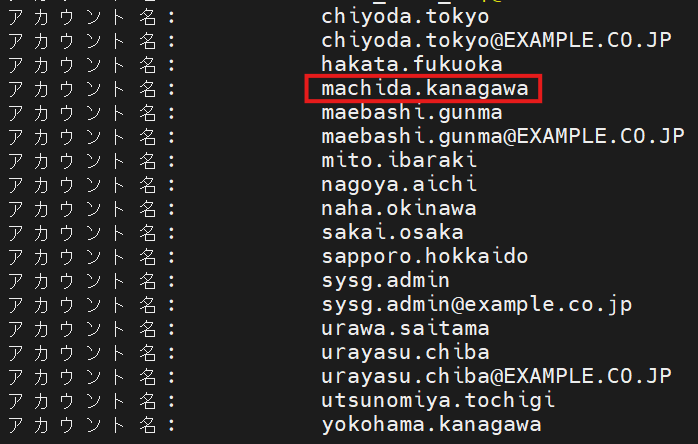 アカウント名: chiyoda.tokyo
アカウント名: chiyoda.tokyo@EXAMPLE.CO.JP
アカウント名: hakata.fukuoka
アカウント名: machida.kanagawa
アカウント名: maebashi.gunma
アカウント名: maebashi.gunma@EXAMPLE.CO.JP
アカウント名: mito.ibaraki
アカウント名: nagoya.aichi
アカウント名: naha.okinawa
アカウント名: sakai.osaka
アカウント名: sapporo.hokkaido
アカウント名: sysg.admin
アカウント名: sysg.admin@example.co.jp
アカウント名: urawa.saitama
アカウント名: urayasu.chiba
アカウント名: urayasu.chiba@EXAMPLE.CO.JP
アカウント名: utsunomiya.tochigi
アカウント名: yokohama.kanagawa